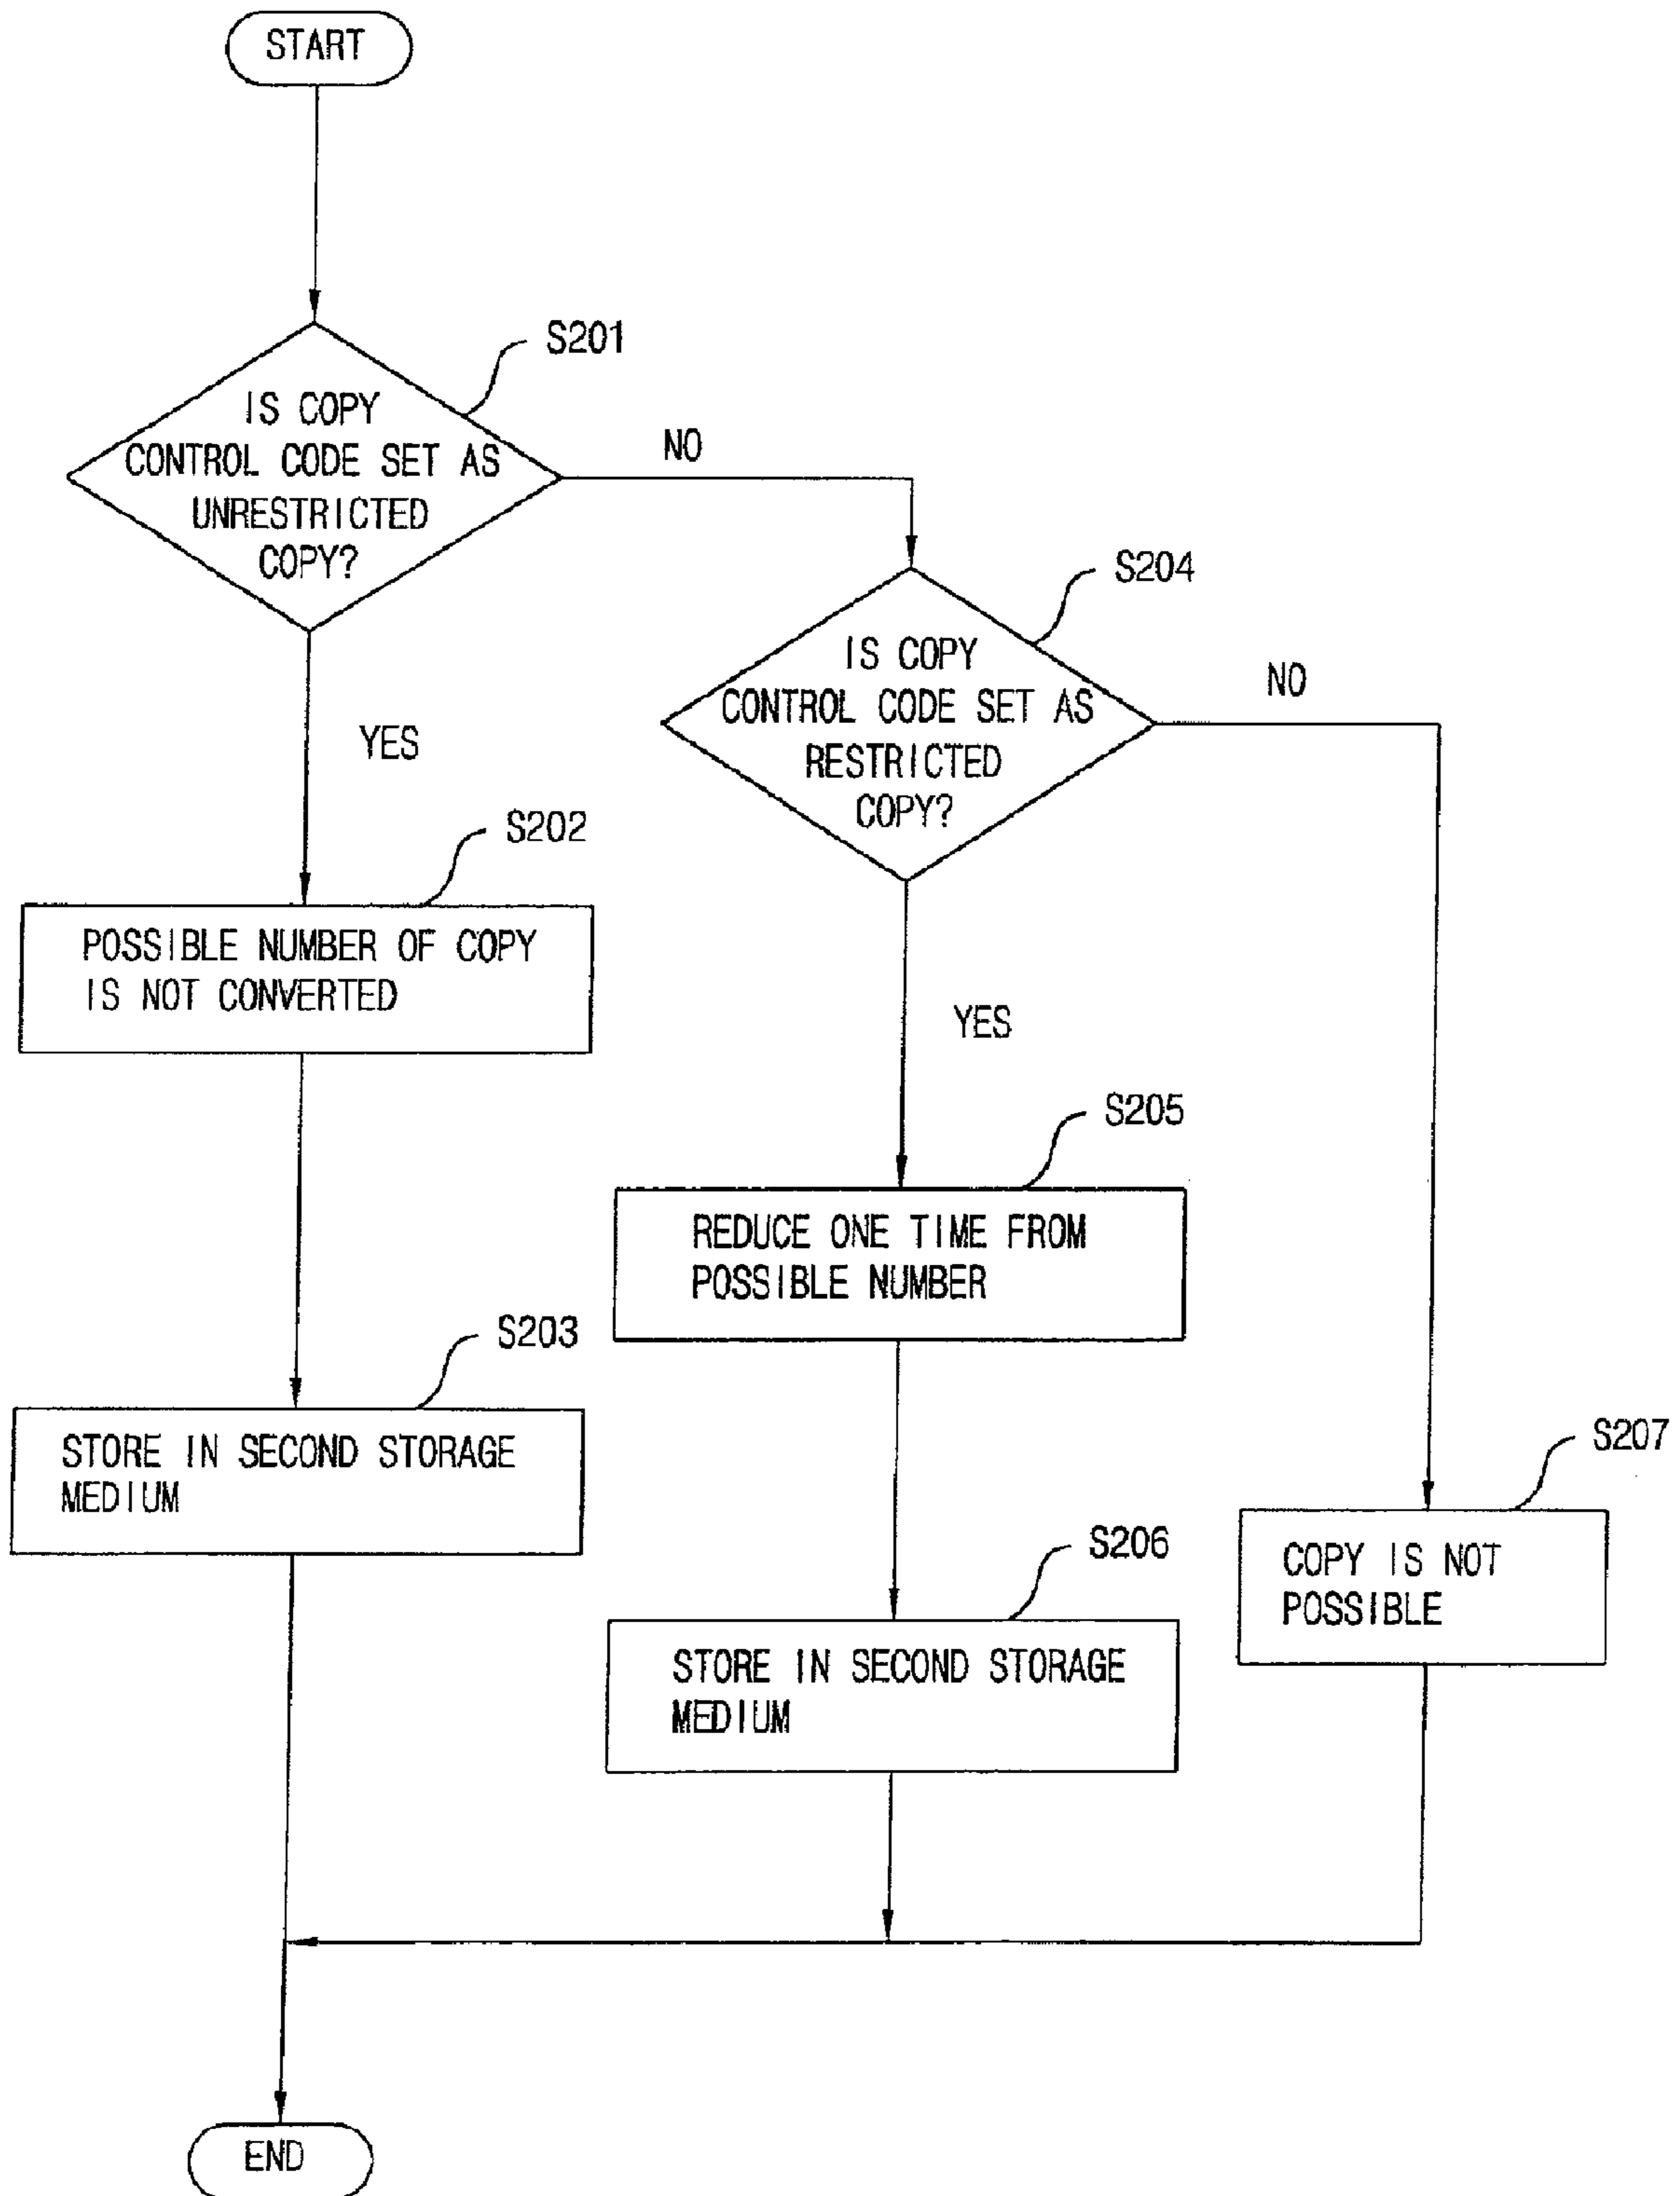 START
S201
IS COPY
CONTROL CODE SET AS
UNRESTRICTED
COPY?
NO
YES
S204
IS COPY
CONTROL CODE SET AS
RESTRICTED
COPY?
NO
YES
S202
POSSIBLE NUMBER OF COPY
IS NOT CONVERTED
S205
REDUCE ONE TIME FROM
POSSIBLE NUMBER
S203
STORE IN SECOND STORAGE
MEDIUM
S206
STORE IN SECOND STORAGE
MEDIUM
S207
COPY IS NOT
POSSIBLE
END